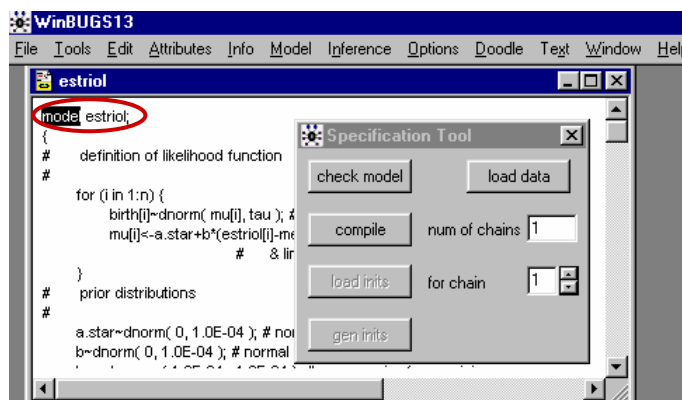 WinBUGS13
File Tools Edit Attributes Info Model Inference Options Doodle Text Window Help
estriol
model estriol;
{
# definition of likelihood function
#
for (i in 1:n) {
birth[i]~dnorm( mu[i], tau ); #
mu[i]<-a.star+b*(estriol[i]-me
# & lin
}
# prior distributions
#
a.star~dnorm( 0, 1.0E-04 ); # nor
b~dnorm( 0, 1.0E-04 ); # normal
Specification Tool
check model load data
compile num of chains 1
load inits for chain 1
gen inits